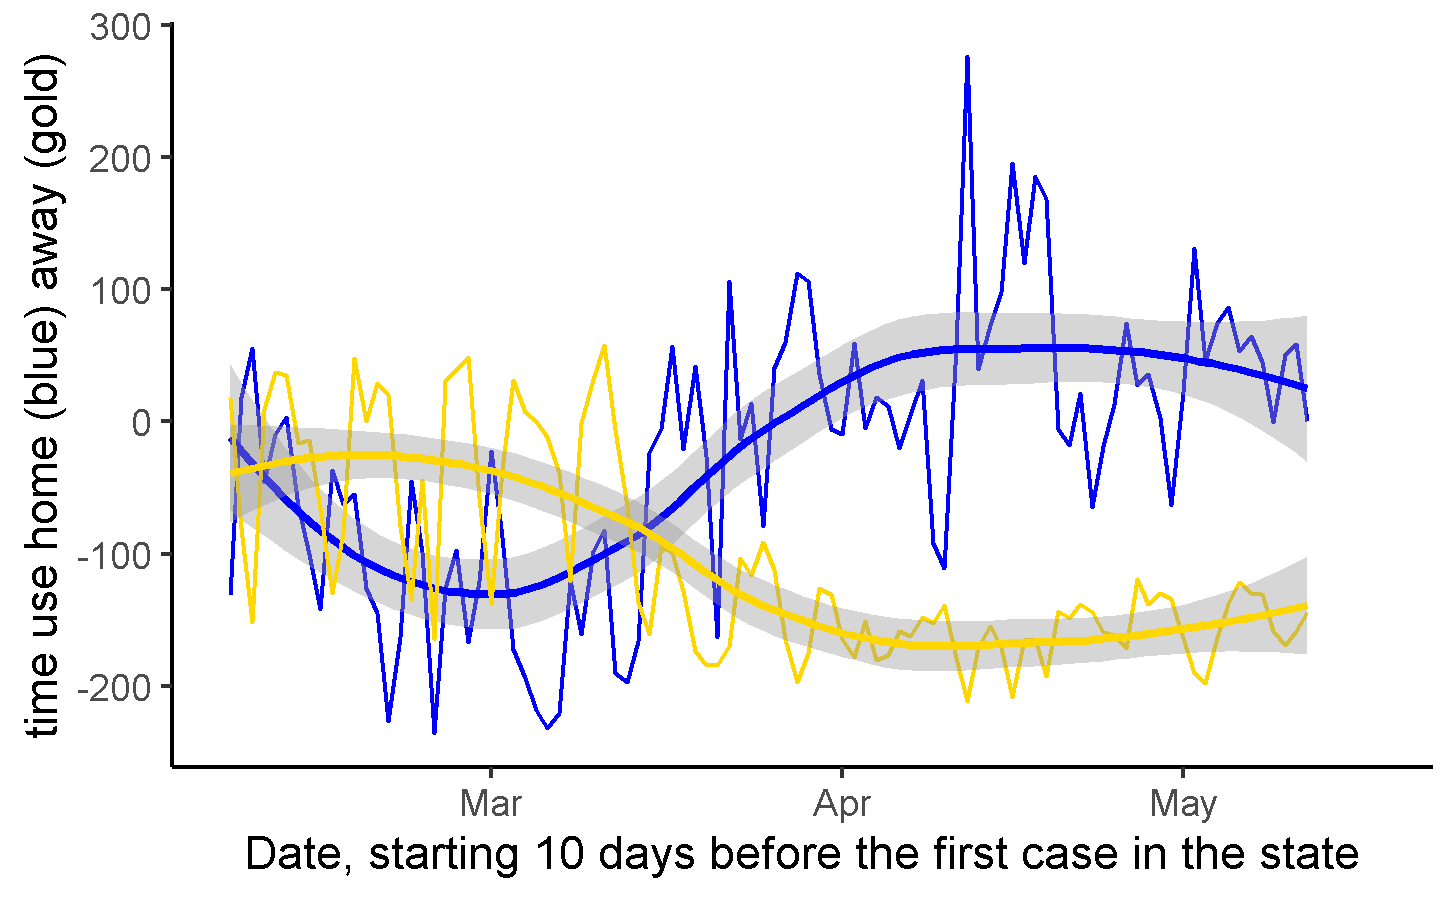 time use home (blue) away (gold)
300
200
100
0
-100
-200
Mar Apr May
Date, starting 10 days before the first case in the state